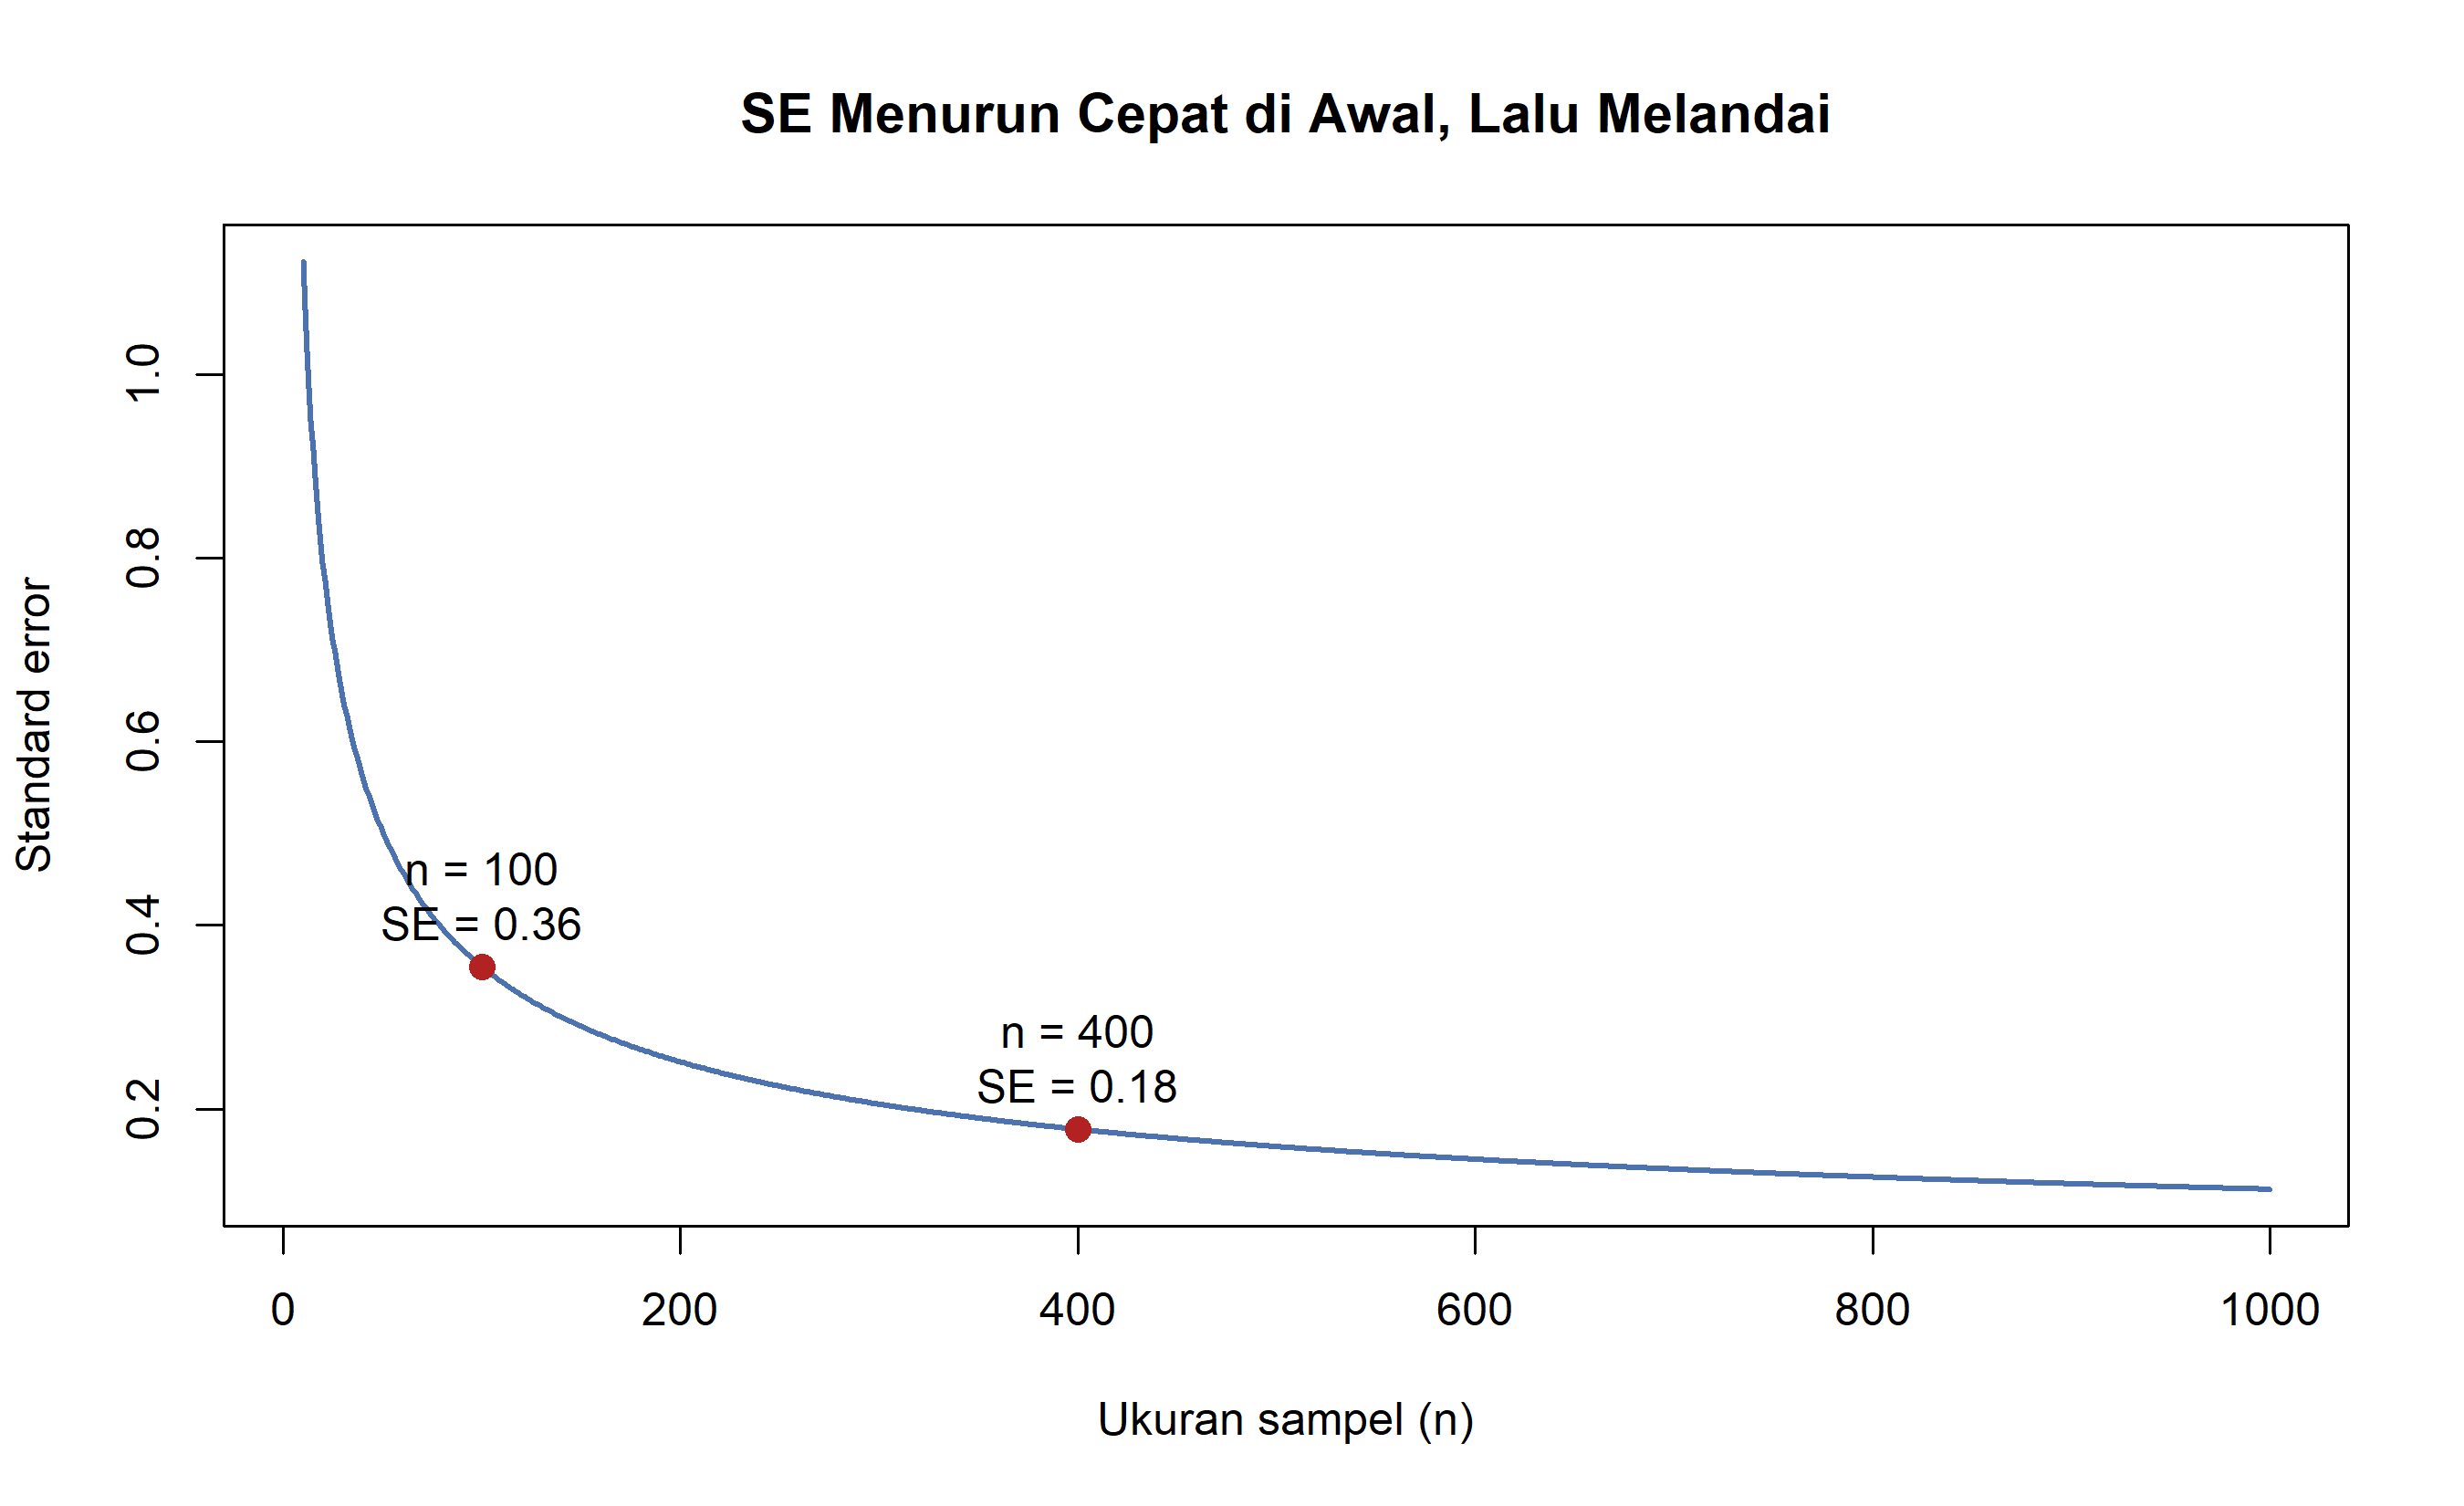 SE Menurun Cepat di Awal, Lalu Melandai
Standard error
1.0
0.8
0.6
0.4
0.2
n = 100
SE = 0.36
n = 400
SE = 0.18
0 200 400 600 800 1000
Ukuran sampel (n)